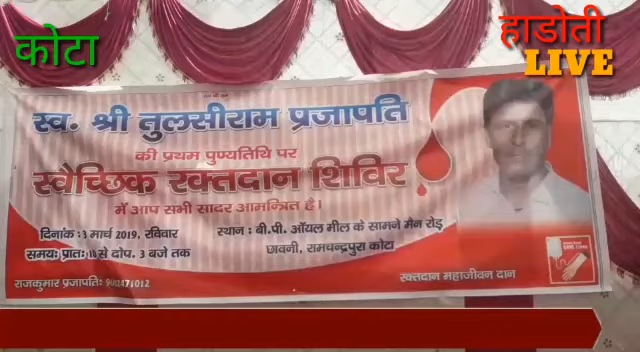 कोटा
हाडोती
LIVE
स्व. श्री तुलसीराम प्रजापति
की प्रथम पुण्यतिथि पर
स्वैच्छिक रक्तदान शिविर
में आप सभी सादर आमन्त्रित है।
दिनांक : 3 मार्च 2019, रविवार
समय: प्रातः से दोप. 3 बजे तक
स्थान : बी.पी. ऑयल मील के सामने मैन रोड़
छावनी, रामचन्द्रपुरा कोटा
राजकुमार प्रजापति:
रक्तदान महाजीवन दान